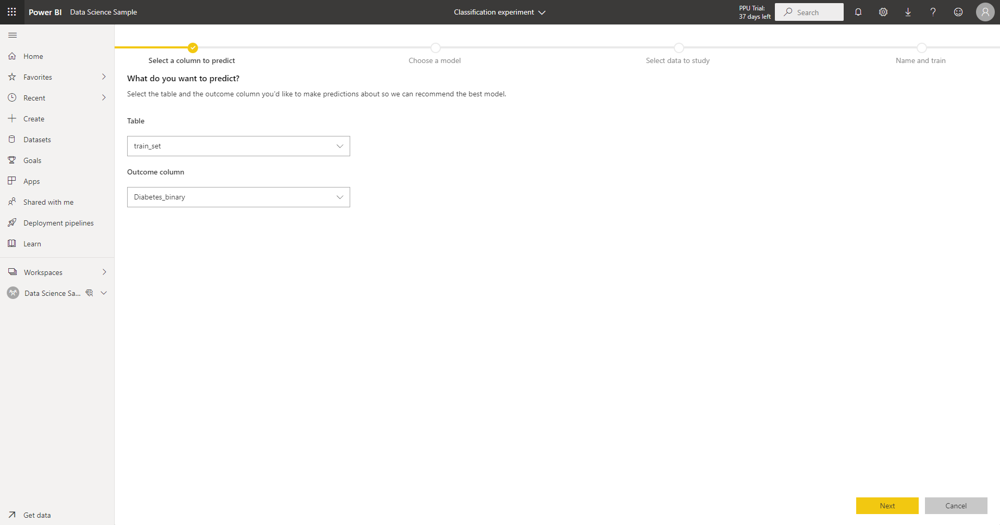 Power BI
Data Science Sample
Classification experiment
PPU Trial:
37 days left
Search
Home
Favorites
Recent
Create
Datasets
Goals
Apps
Shared with me
Deployment pipelines
Learn
Workspaces
Data Science Sa...
Get data
Select a column to predict
Choose a model
Select data to study
Name and train
What do you want to predict?
Select the table and the outcome column you'd like to make predictions about so we can recommend the best model.
Table
train_set
Outcome column
Diabetes_binary
Next
Cancel